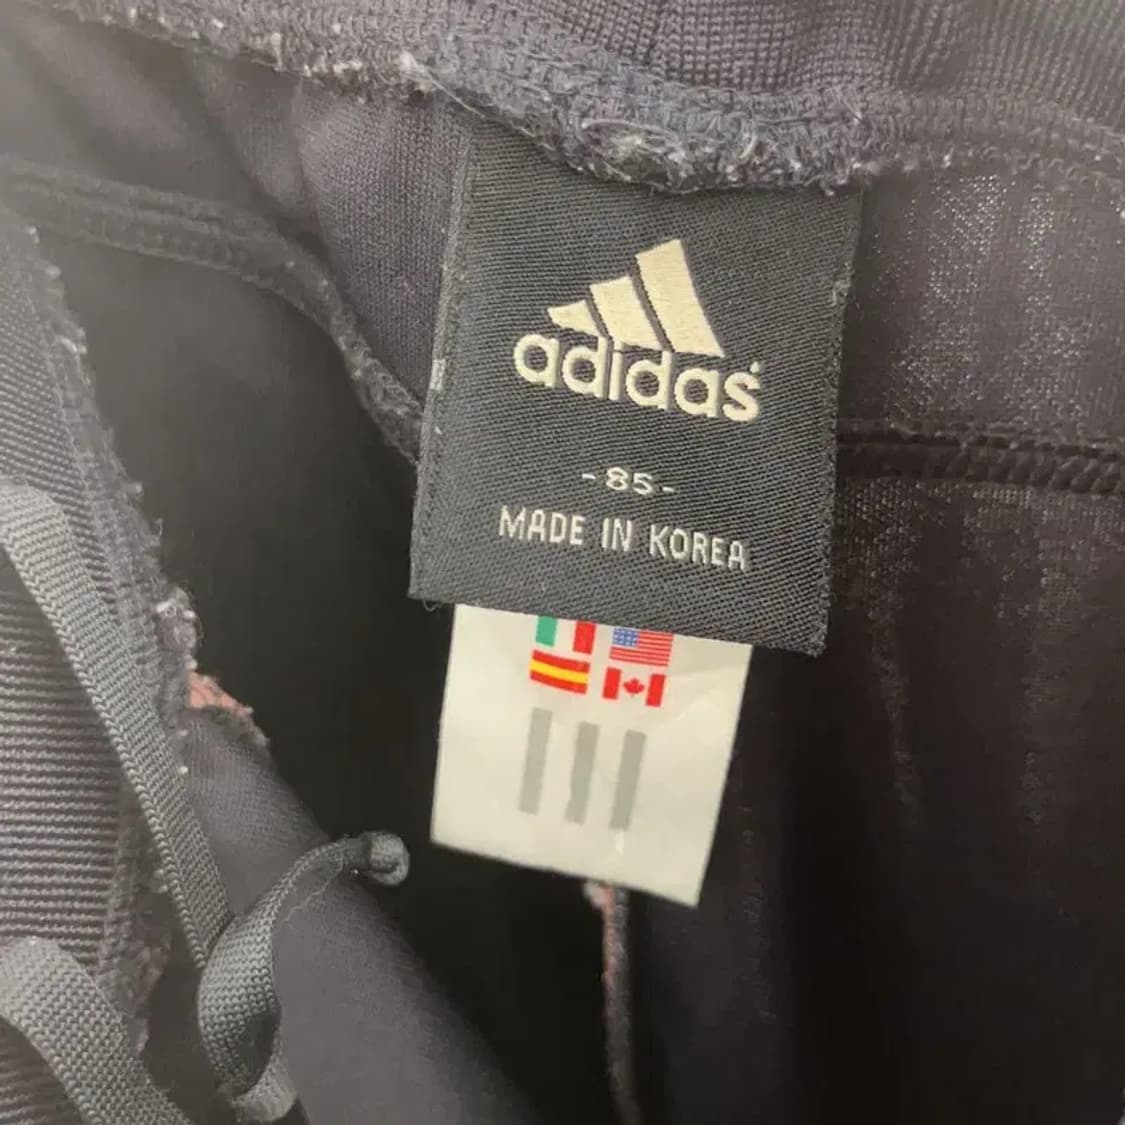 adidas
-85-
MADE IN KOREA